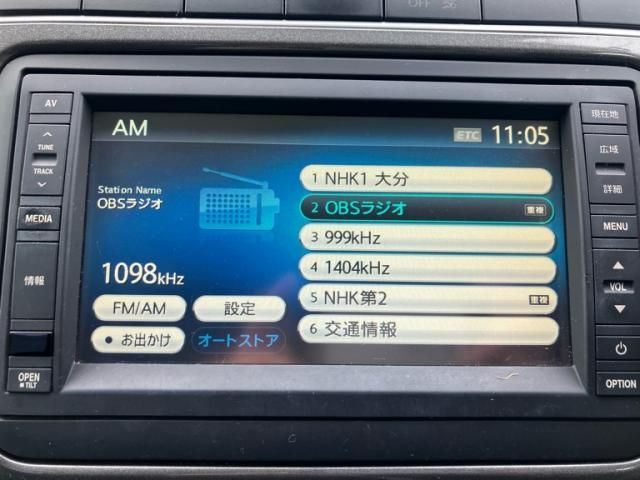 OFF
AV
TUNE
TRACK
MEDIA
情報
OPEN
TILT
AM
ETC 11:05
Station Name
OBSラジオ
1098kHz
FM/AM
設定
お出かけ
オートストア
1 NHK1 大分
2 OBSラジオ 重複
3 999kHz
4 1404kHz
5 NHK第2 重複
6 交通情報
現在地
広域
詳細
MENU
VOL
OPTION